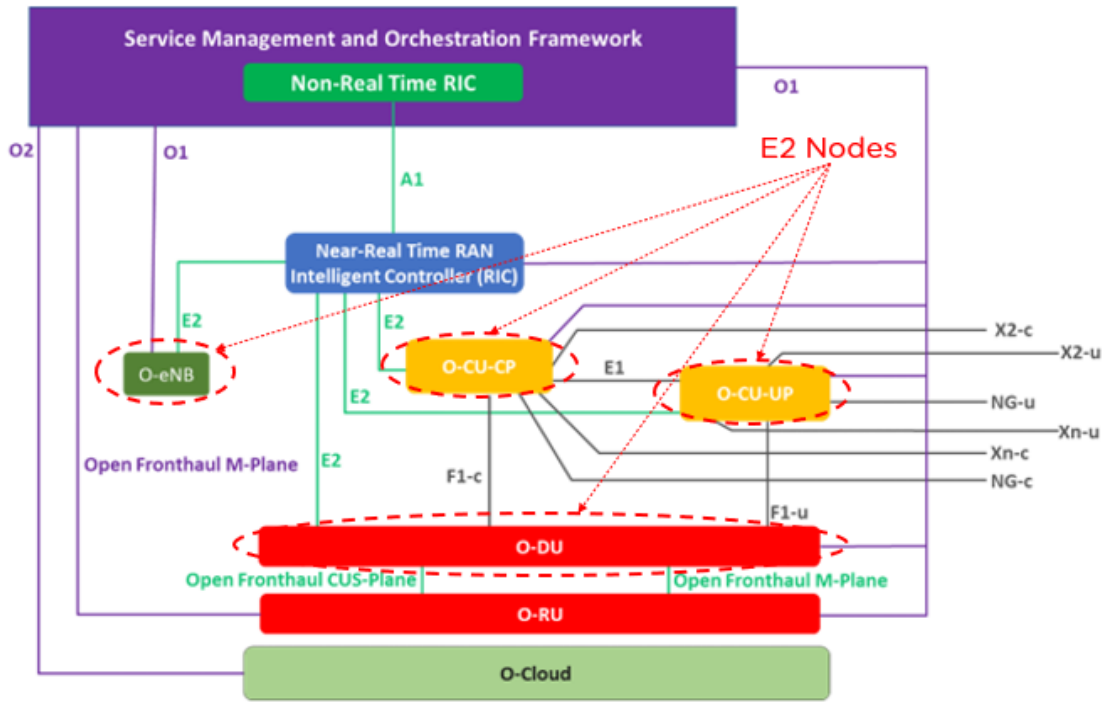 Service Management and Orchestration Framework
Non-Real Time RIC
O1
O2
O1
E2 Nodes
A1
Near-Real Time RAN
Intelligent Controller (RIC)
E2
E2
X2-c
X2-u
O-eNB
O-CU-CP
E1
O-CU-UP
E2
NG-u
Xn-u
Open Fronthaul M-Plane
E2
F1-c
Xn-c
NG-c
F1-u
O-DU
Open Fronthaul CUS-Plane
Open Fronthaul M-Plane
O-RU
O-Cloud